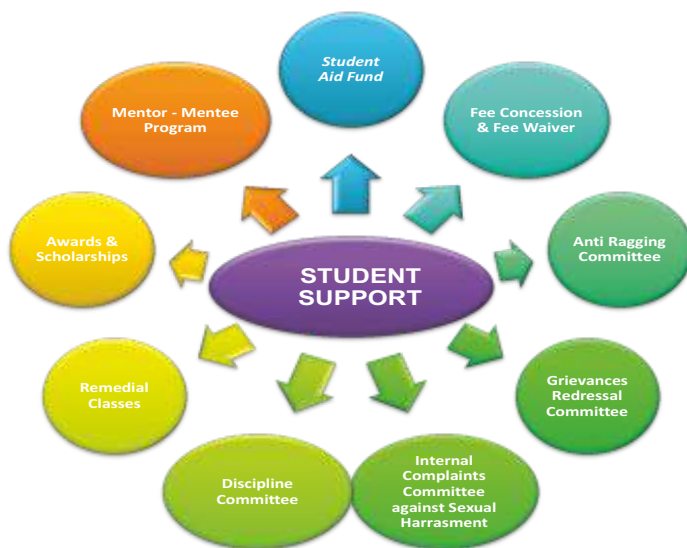 Student
Aid Fund
Fee Concession
& Fee Waiver
Anti Ragging
Committee
Grievances
Redressal
Committee
Internal
Complaints
Committee
against Sexual
Harrasment
Discipline
Committee
Remedial
Classes
Awards &
Scholarships
Mentor - Mentee
Program
STUDENT
SUPPORT